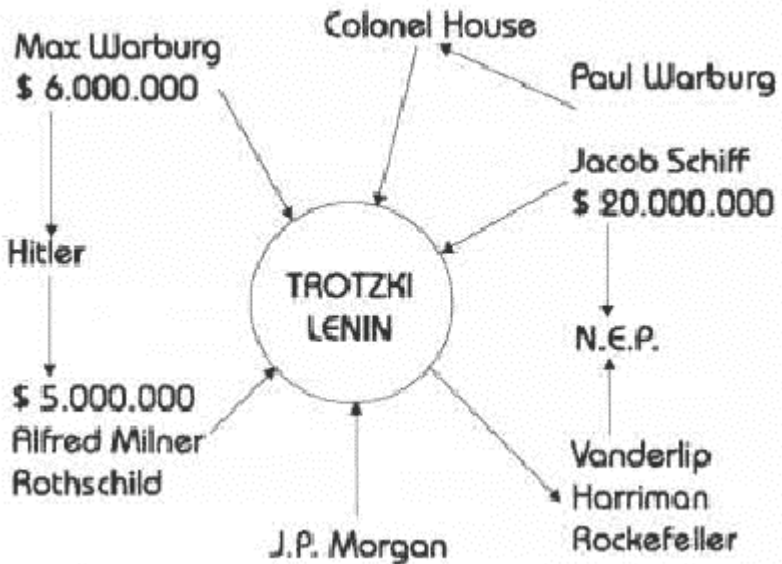 Colonel House
Max Warburg
$ 6.000.000
Paul Warburg
Jacob Schiff
$ 20.000.000
Hitler
TROTZKI
LENIN
N.E.P.
$ 5.000.000
Alfred Milner
Rothschild
Vanderlip
Harriman
Rockefeller
J.P. Morgan